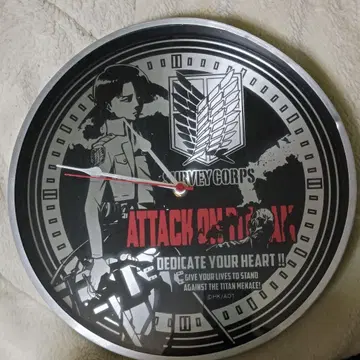 SURVEY CORPS
ATTACK ON TITAN
DEDICATE YOUR HEART !!
GIVE YOUR LIVES TO STAND
AGAINST THE TITAN MENACE!